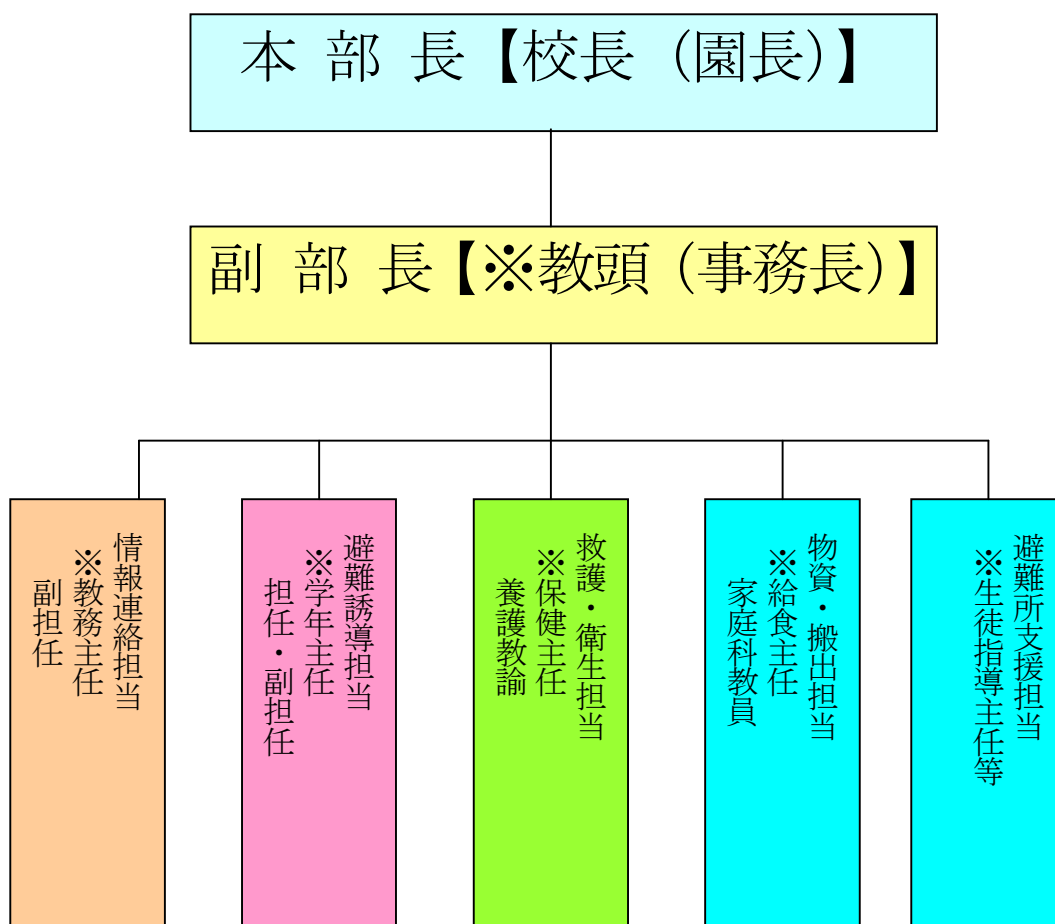 本 部 長【校長（園長）】
副 部 長【※教頭（事務長）】
情報連絡担当
※教務主任
副担任
避難誘導担当
※学年主任
担任・副担任
救護・衛生担当
※保健主任
養護教諭
物資・搬出担当
※給食主任
家庭科教員
避難所支援担当
※生徒指導主任等